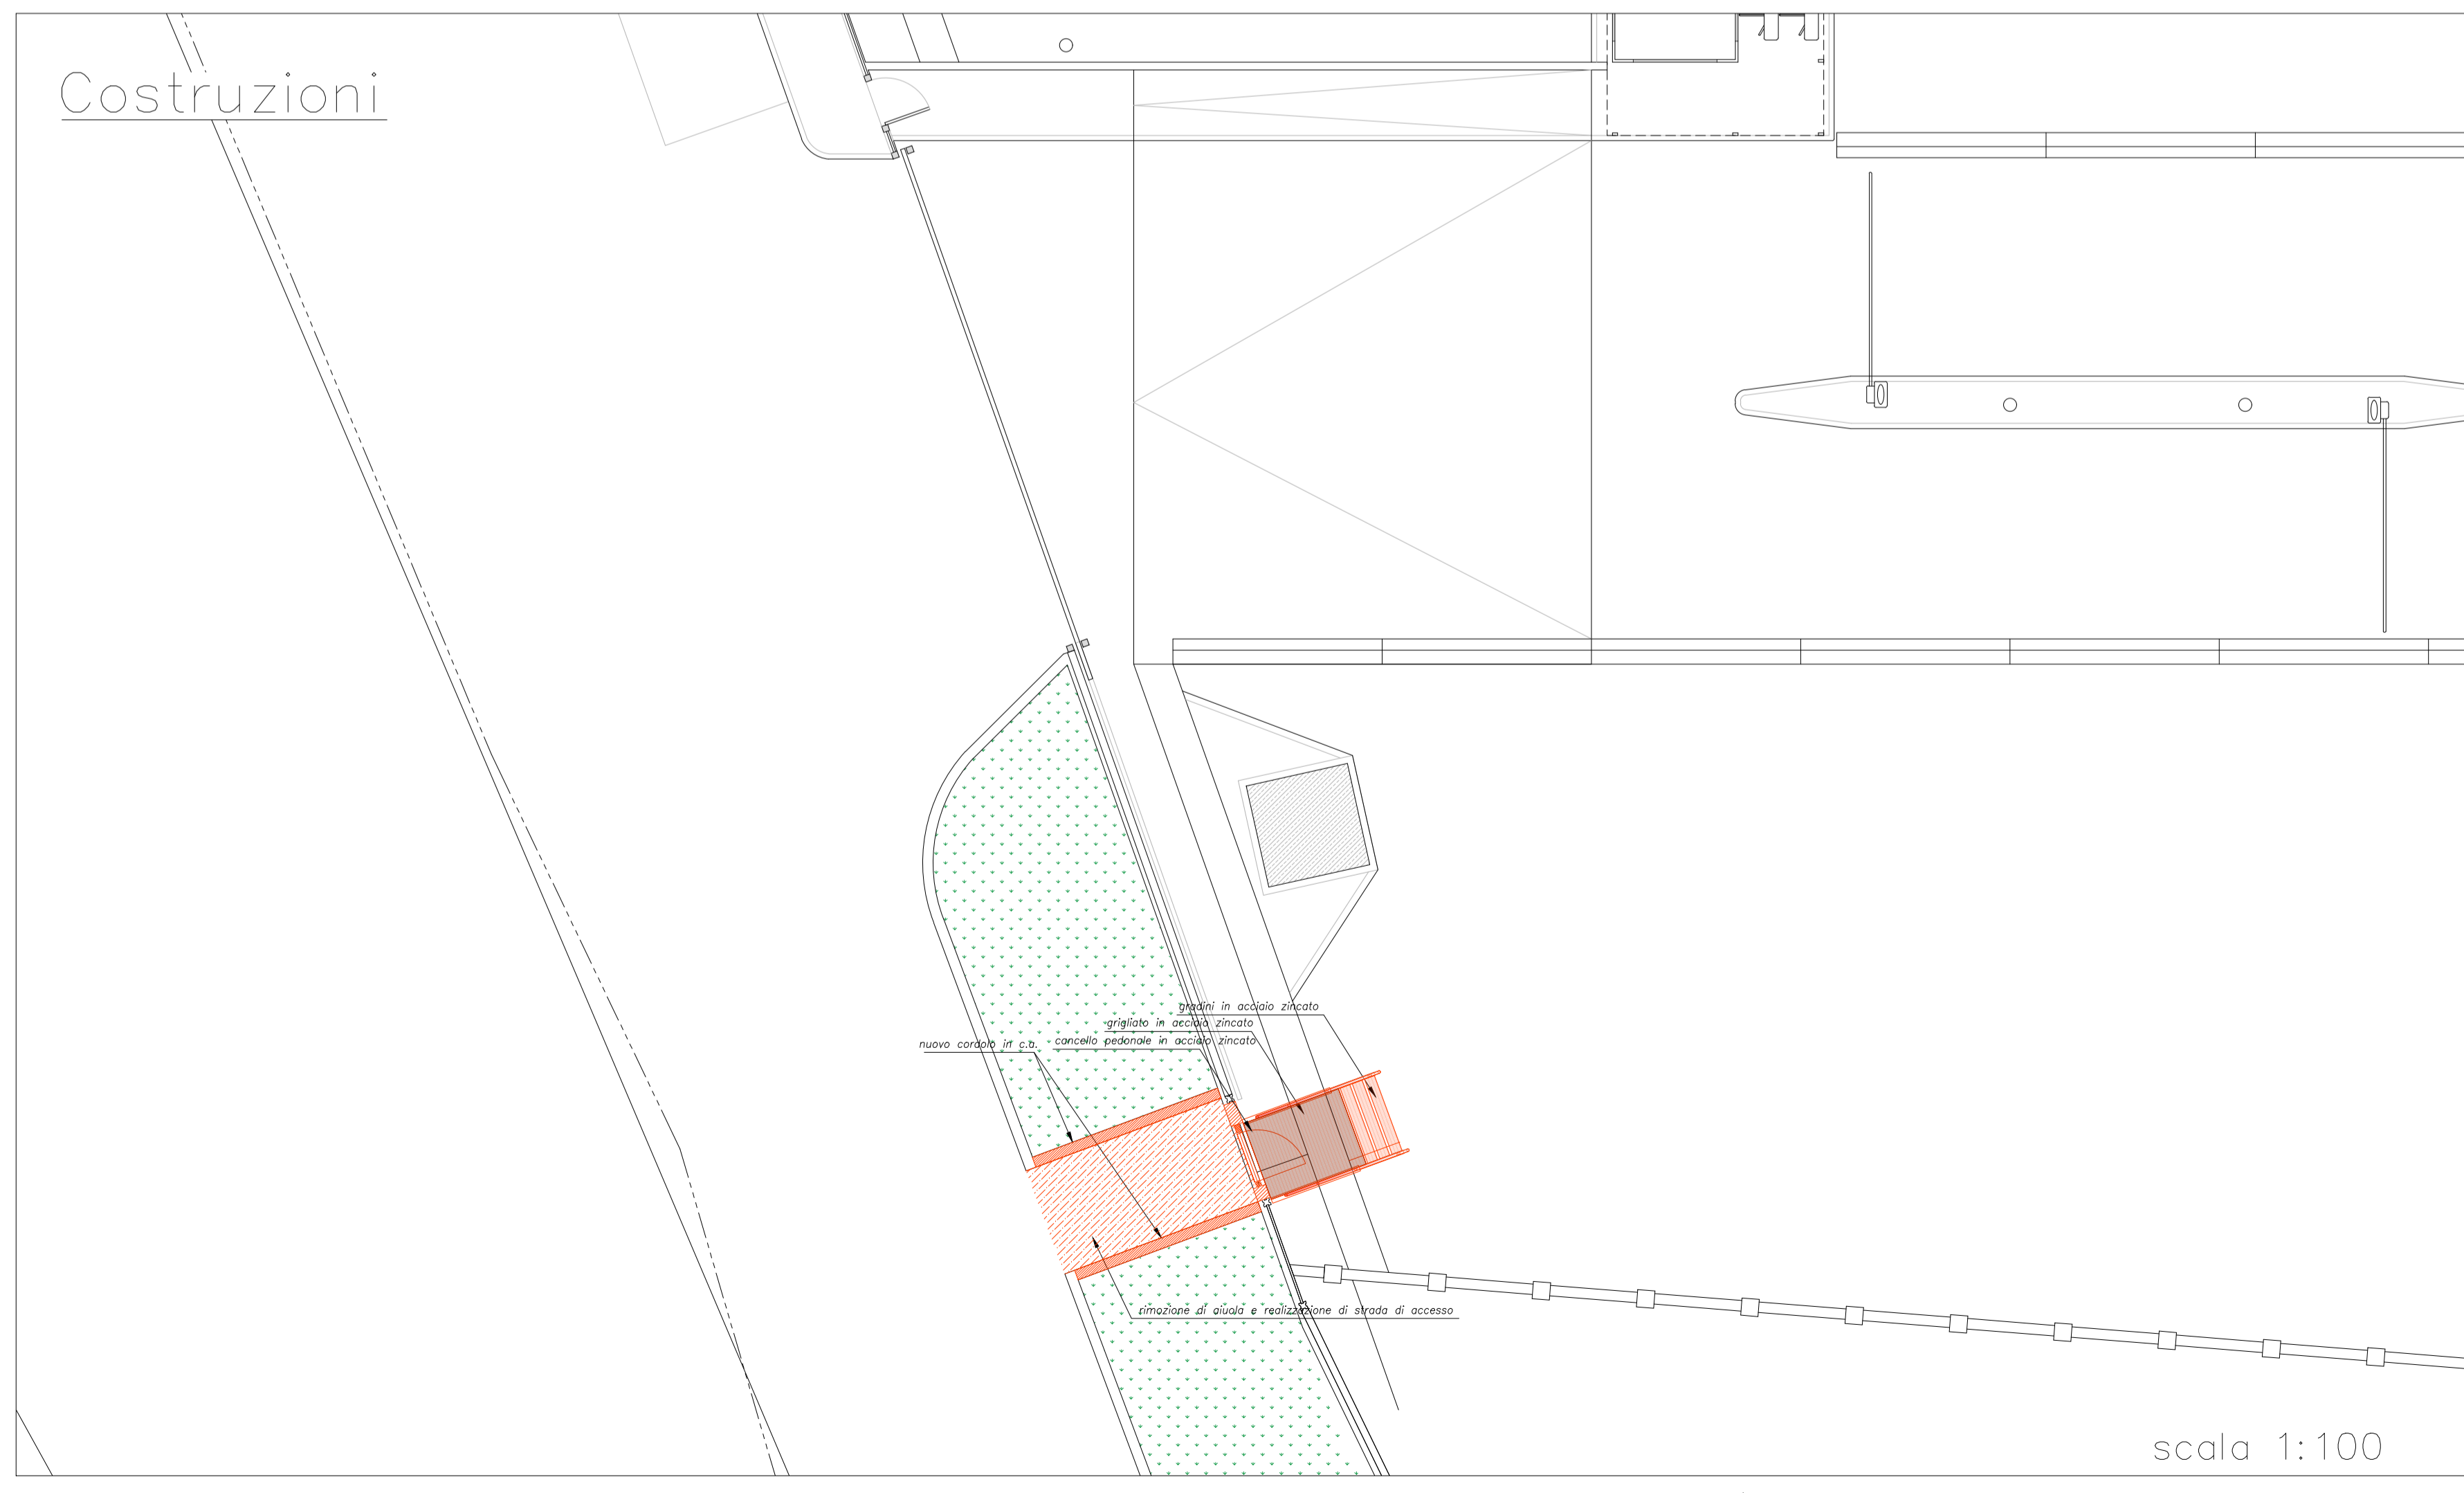 Costruzioni
gradini in acciaio zincato
grigliato in acciaio zincato
cancello pedonale in acciaio zincato
nuovo cordolo in c.a.
rimozione di aiuola e realizzazione di strada di accesso
scala 1:100